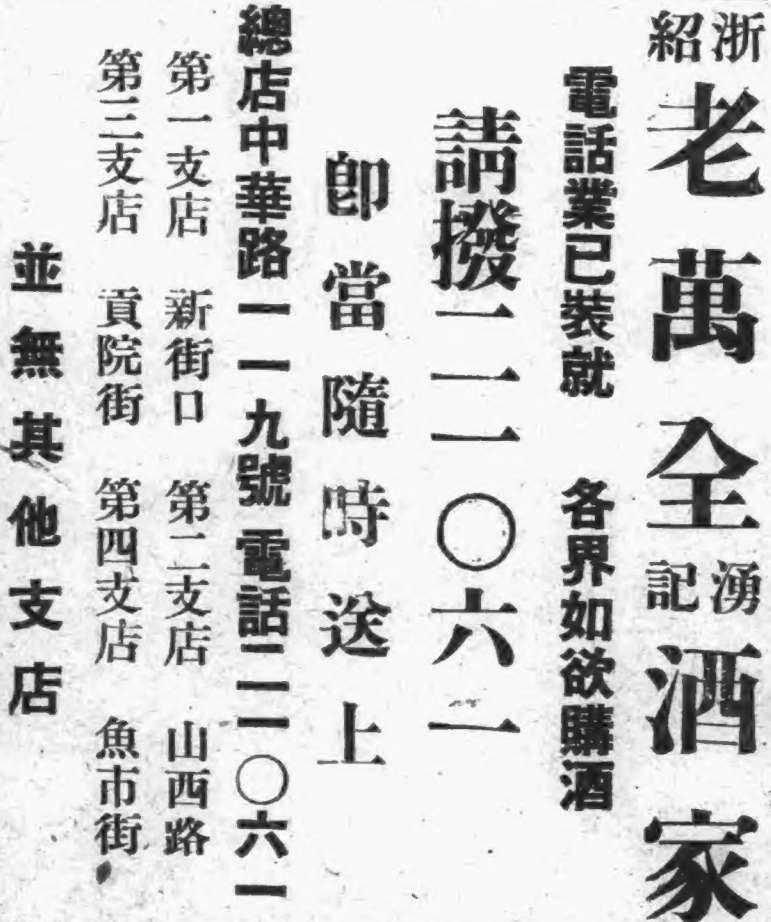 浙紹老萬全湧記酒家
電話業已裝就　各界如欲購酒
請撥二一〇六一
卽當隨時送上
總店中華路一一九號　電話二一〇六一
第一支店　新街口　第二支店　山西路
第三支店　貢院街　第四支店　魚市街
並無其他支店